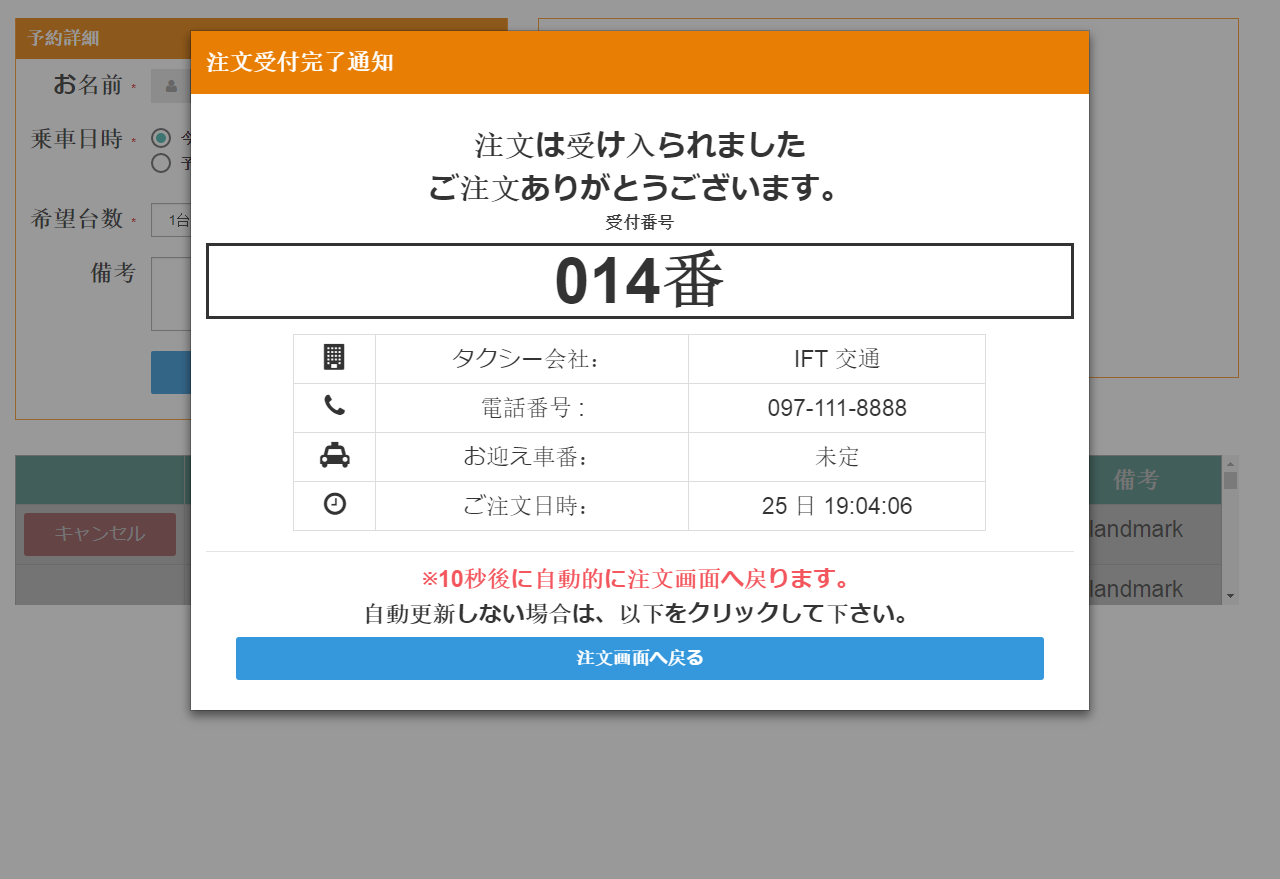 予約詳細
お名前 *
乗車日時 *
希望台数 *
1台
備考
注文受付完了通知
注文は受け入られました
ご注文ありがとうございます。
受付番号
014番
タクシー会社: IFT 交通
電話番号 : 097-111-8888
お迎え車番: 未定
ご注文日時: 25 日 19:04:06
※10秒後に自動的に注文画面へ戻ります。
自動更新しない場合は、以下をクリックして下さい。
注文画面へ戻る
備考
キャンセル
landmark
landmark